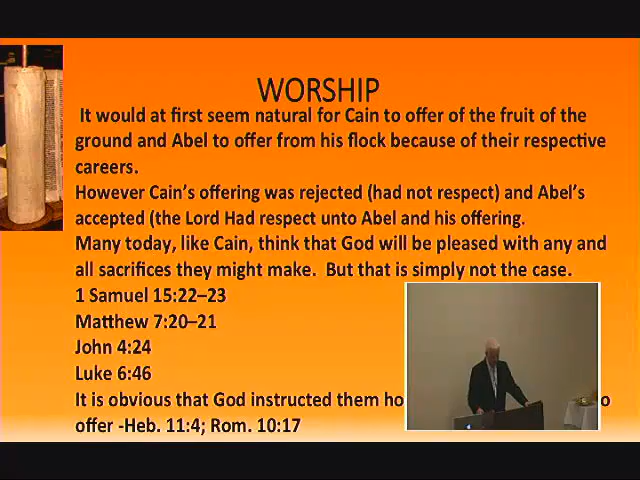 WORSHIP
It would at first seem natural for Cain to offer of the fruit of the
ground and Abel to offer from his flock because of their respective
careers.
However Cain's offering was rejected (had not respect) and Abel's
accepted (the Lord Had respect unto Abel and his offering.
Many today, like Cain, think that God will be pleased with any and
all sacrifices they might make.  But that is simply not the case.
1 Samuel 15:22–23
Matthew 7:20–21
John 4:24
Luke 6:46
It is obvious that God instructed them
offer -Heb. 11:4; Rom. 10:17